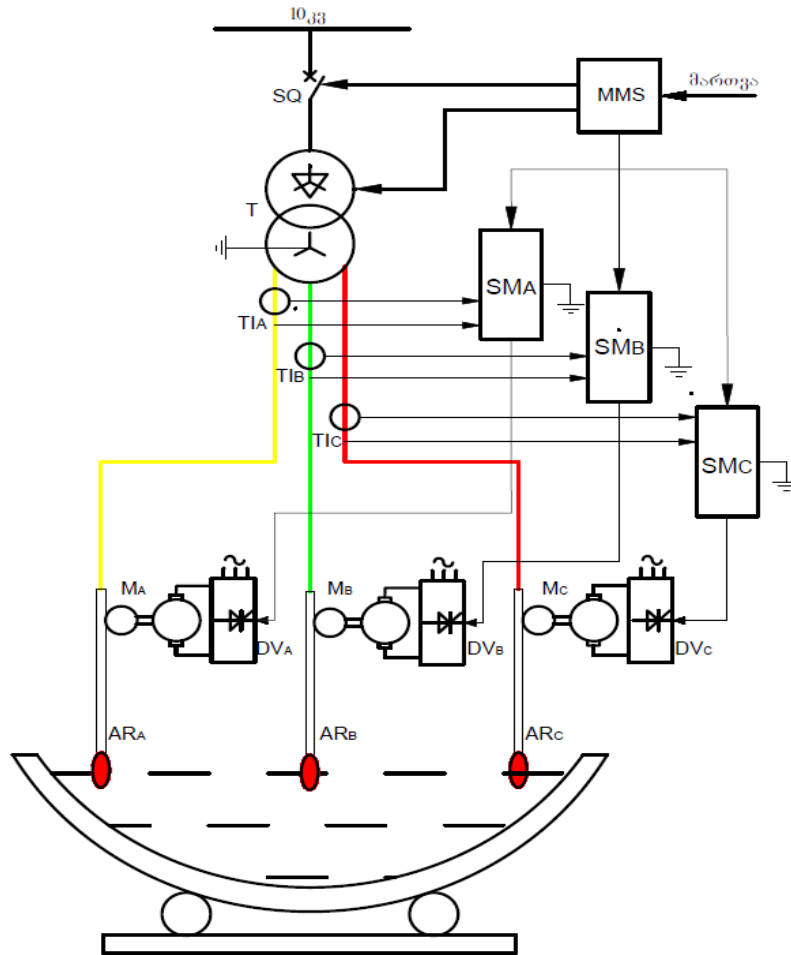 10კვ
SQ
MMS
მართვა
T
SMA
TIA
SMB
TIB
TIC
SMC
MA
MB
MC
DVA
DVB
DVC
ARA
ARB
ARC